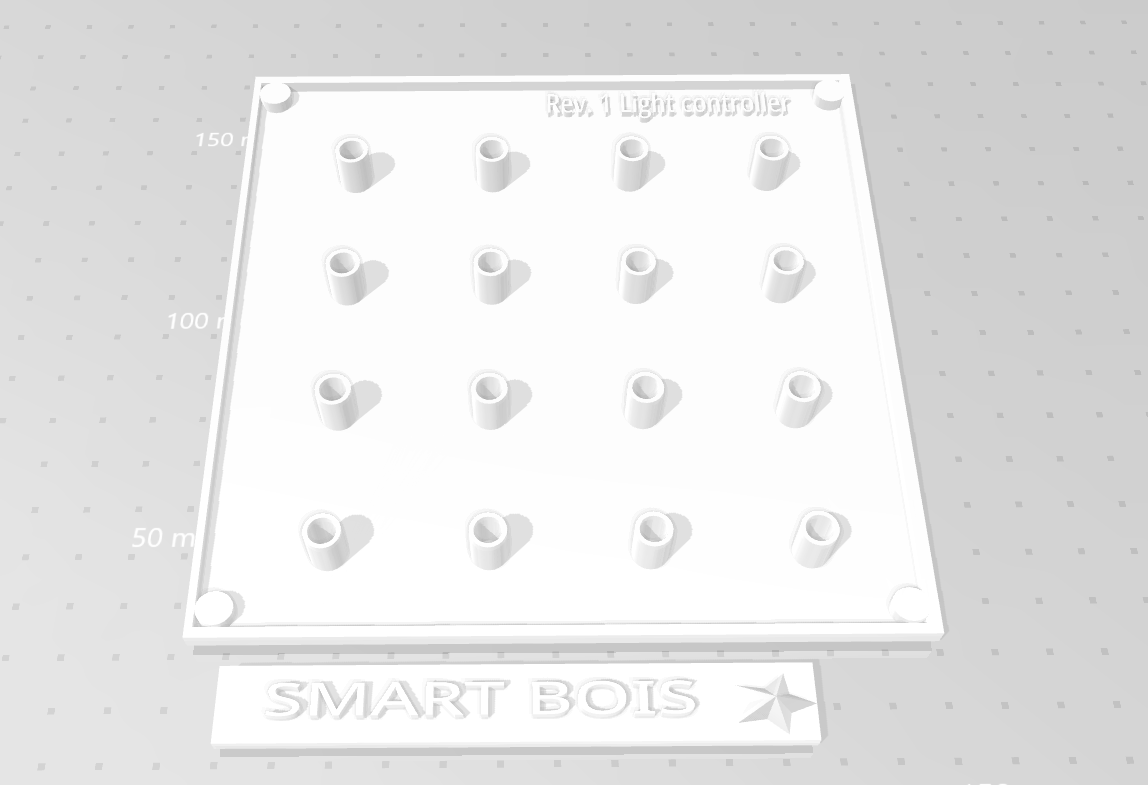 Rev. 1 Light controller
150 m
100
50 m
SMART BOIS